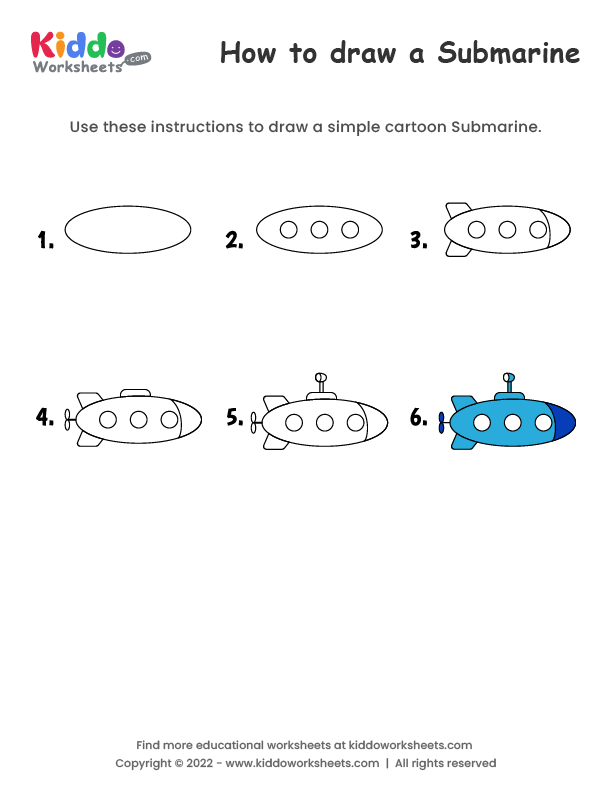 Kiddo
Worksheets .com
How to draw a Submarine
Use these instructions to draw a simple cartoon Submarine.
1. 2. 3.
4. 5. 6.
Find more educational worksheets at kiddoworksheets.com
Copyright © 2022 - www.kiddoworksheets.com | All rights reserved